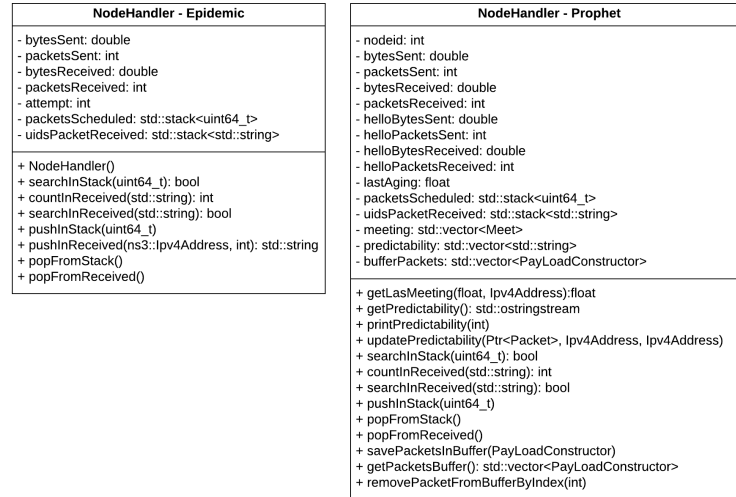 NodeHandler - Epidemic
- bytesSent: double
- packetsSent: int
- bytesReceived: double
- packetsReceived: int
- attempt: int
- packetsScheduled: std::stack<uint64_t>
- uidsPacketReceived: std::stack<std::string>
+ NodeHandler()
+ searchInStack(uint64_t): bool
+ countInReceived(std::string): int
+ searchInReceived(std::string): bool
+ pushInStack(uint64_t)
+ pushInReceived(ns3::Ipv4Address, int): std::string
+ popFromStack()
+ popFromReceived()
NodeHandler - Prophet
- nodeid: int
- bytesSent: double
- packetsSent: int
- bytesReceived: double
- packetsReceived: int
- helloBytesSent: double
- helloPacketsSent: int
- helloBytesReceived: double
- helloPacketsReceived: int
- lastAging: float
- packetsScheduled: std::stack<uint64_t>
- uidsPacketReceived: std::stack<std::string>
- meeting: std::vector<Meet>
- predictability: std::vector<std::string>
- bufferPackets: std::vector<PayLoadConstructor>
+ getLasMeeting(float, Ipv4Address):float
+ getPredictability(): std::ostringstream
+ printPredictability(int)
+ updatePredictability(Ptr<Packet>, Ipv4Address, Ipv4Address)
+ searchInStack(uint64_t): bool
+ countInReceived(std::string): int
+ searchInReceived(std::string): bool
+ pushInStack(uint64_t)
+ popFromStack()
+ popFromReceived()
+ savePacketsInBuffer(PayLoadConstructor)
+ getPacketsBuffer(): std::vector<PayLoadConstructor>
+ removePacketFromBufferByIndex(int)